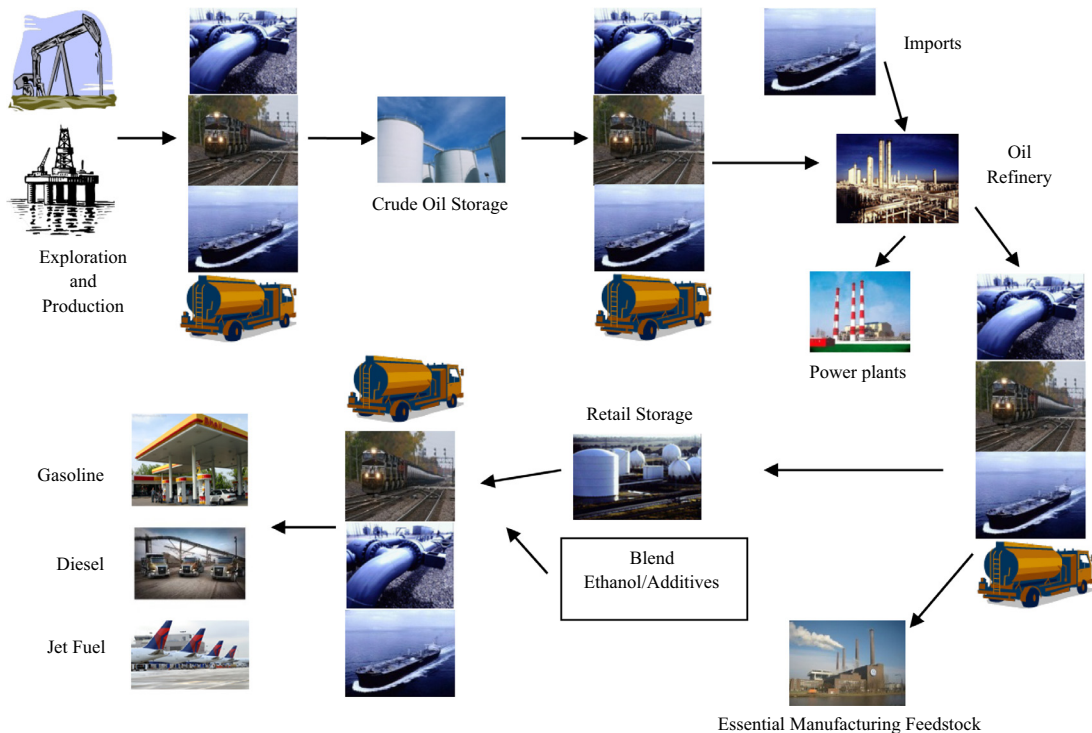 Imports
Oil
Refinery
Crude Oil Storage
Exploration
and
Production
Power plants
Retail Storage
Gasoline
Blend
Ethanol/Additives
Diesel
Jet Fuel
Essential Manufacturing Feedstock